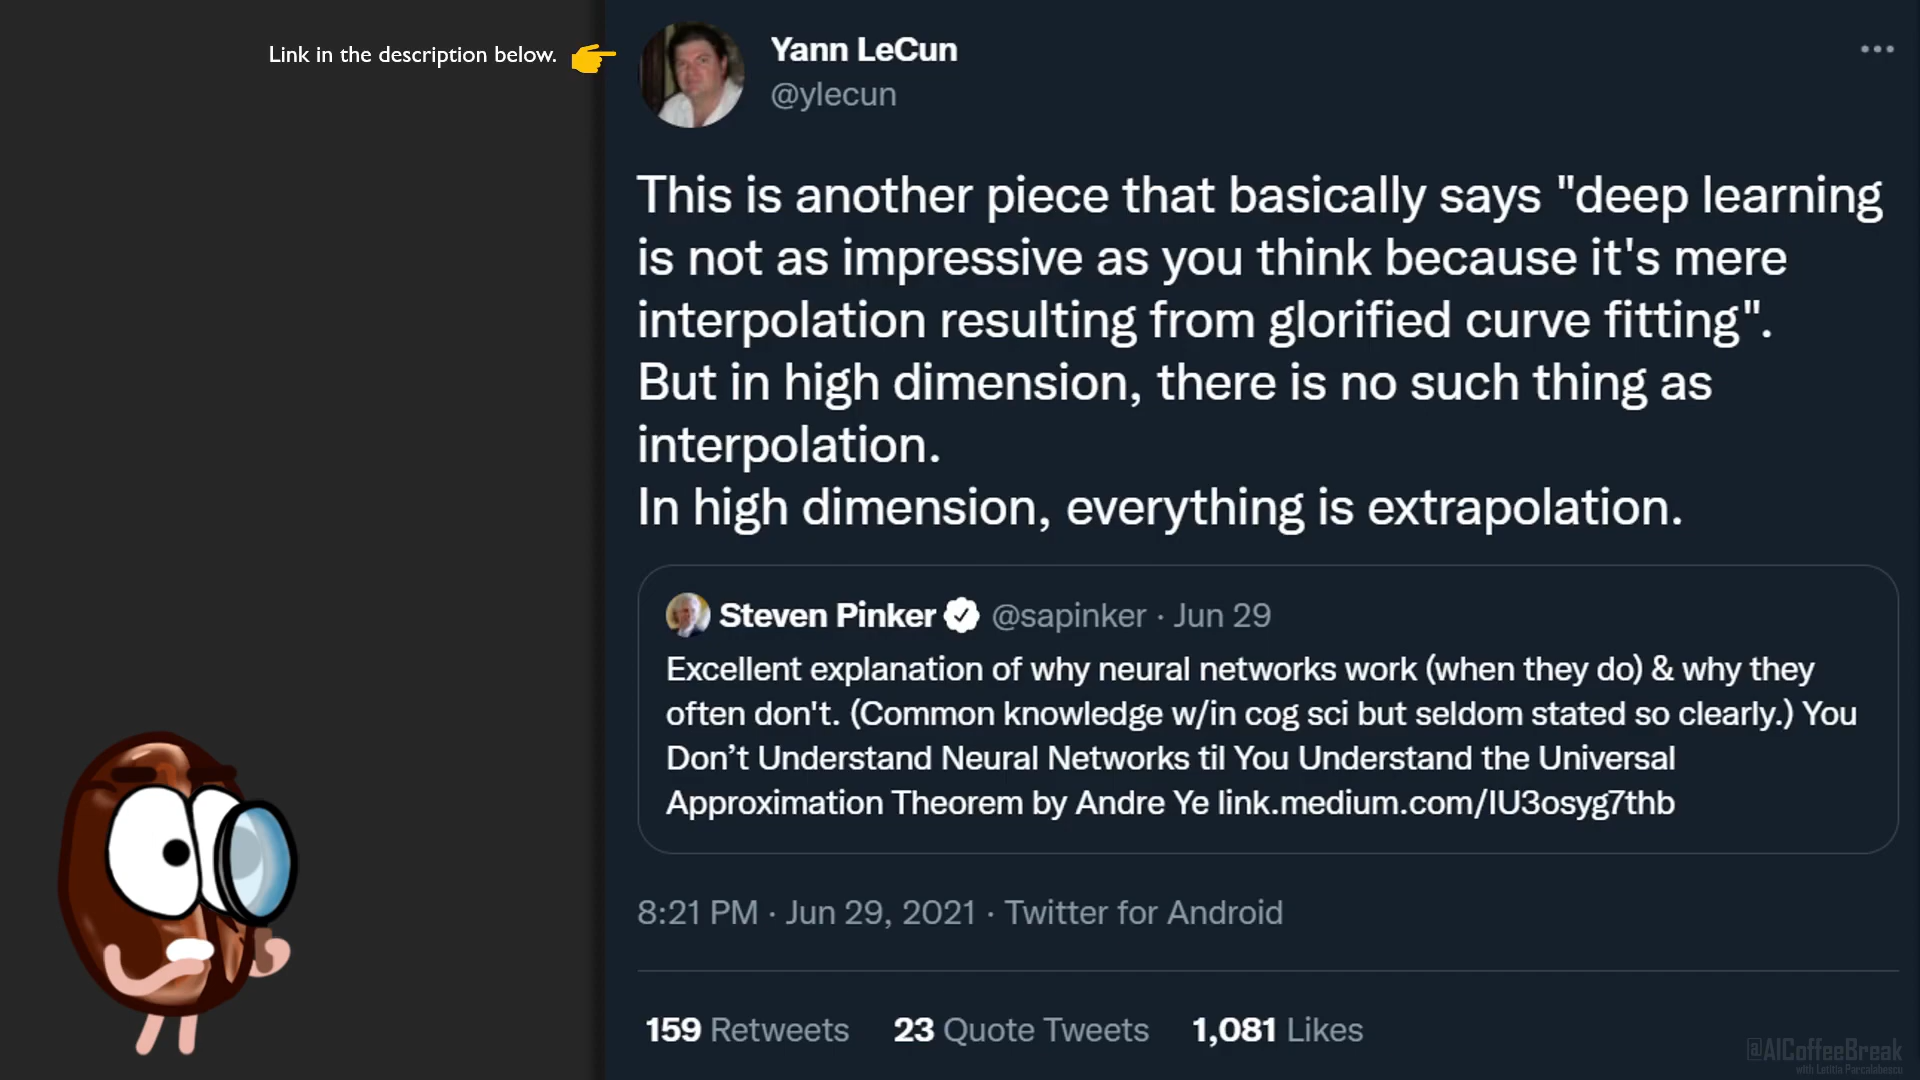 Link in the description below.
Yann LeCun
@ylecun
This is another piece that basically says "deep learning
is not as impressive as you think because it's mere
interpolation resulting from glorified curve fitting".
But in high dimension, there is no such thing as
interpolation.
In high dimension, everything is extrapolation.
Steven Pinker @sapinker · Jun 29
Excellent explanation of why neural networks work (when they do) & why they
often don't. (Common knowledge w/in cog sci but seldom stated so clearly.) You
Don’t Understand Neural Networks til You Understand the Universal
Approximation Theorem by Andre Ye link.medium.com/IU3osyg7thb
8:21 PM · Jun 29, 2021 · Twitter for Android
159 Retweets 23 Quote Tweets 1,081 Likes
@AICoffeeBreak
with Letitia Parcalabescu